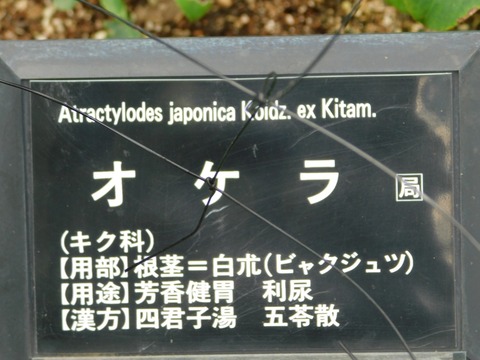 Atractylodes japonica Koidz. ex Kitam.
オケラ 局
(キク科)
【用部】根茎＝白朮(ビャクジュツ)
【用途】芳香健胃 利尿
【漢方】四君子湯 五苓散